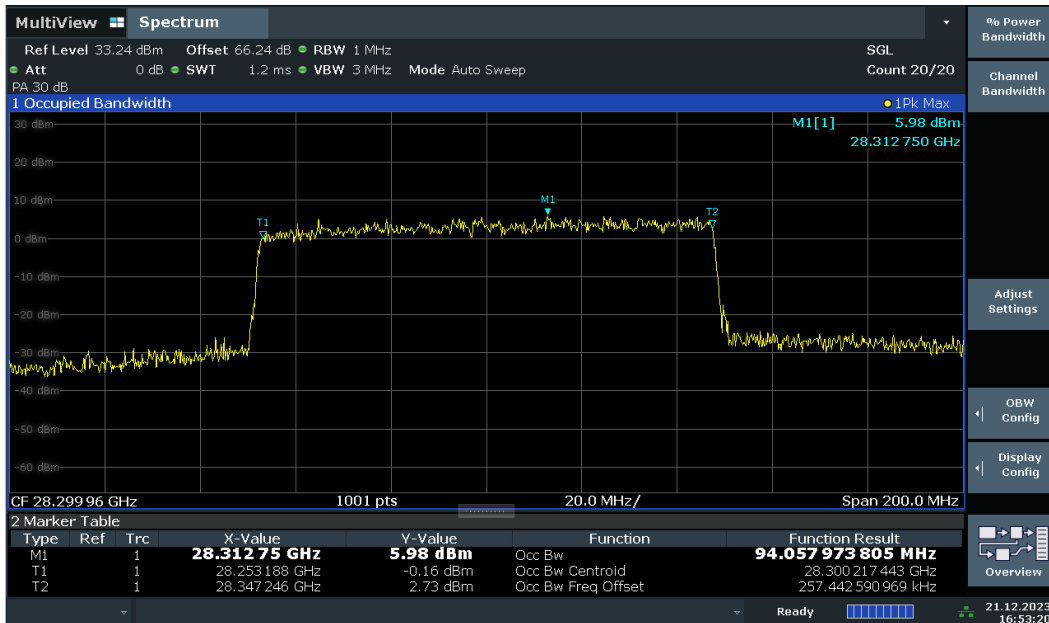 MultiView Spectrum
Ref Level 33.24 dBm Offset 66.24 dB RBW 1 MHz SGL
Att 0 dB SWT 1.2 ms VBW 3 MHz Mode Auto Sweep Count 20/20
PA 30 dB
1 Occupied Bandwidth 1Pk Max
M1[1] 5.98 dBm
28.312 750 GHz
30 dBm
20 dBm
10 dBm
0 dBm
-10 dBm
-20 dBm
-30 dBm
-40 dBm
-50 dBm
-60 dBm
T1
M1
T2
CF 28.299 96 GHz 1001 pts 20.0 MHz/ Span 200.0 MHz
2 Marker Table
Type Ref Trc X-Value Y-Value Function Function Result
M1 1 28.312 75 GHz 5.98 dBm Occ Bw 94.057 973 805 MHz
T1 1 28.253 188 GHz -0.16 dBm Occ Bw Centroid 28.300 217 443 GHz
T2 1 28.347 246 GHz 2.73 dBm Occ Bw Freq Offset 257.442 590 969 kHz
Ready 21.12.2023
16:53:20
% Power
Bandwidth
Channel
Bandwidth
Adjust
Settings
OBW
Config
Display
Config
Overview